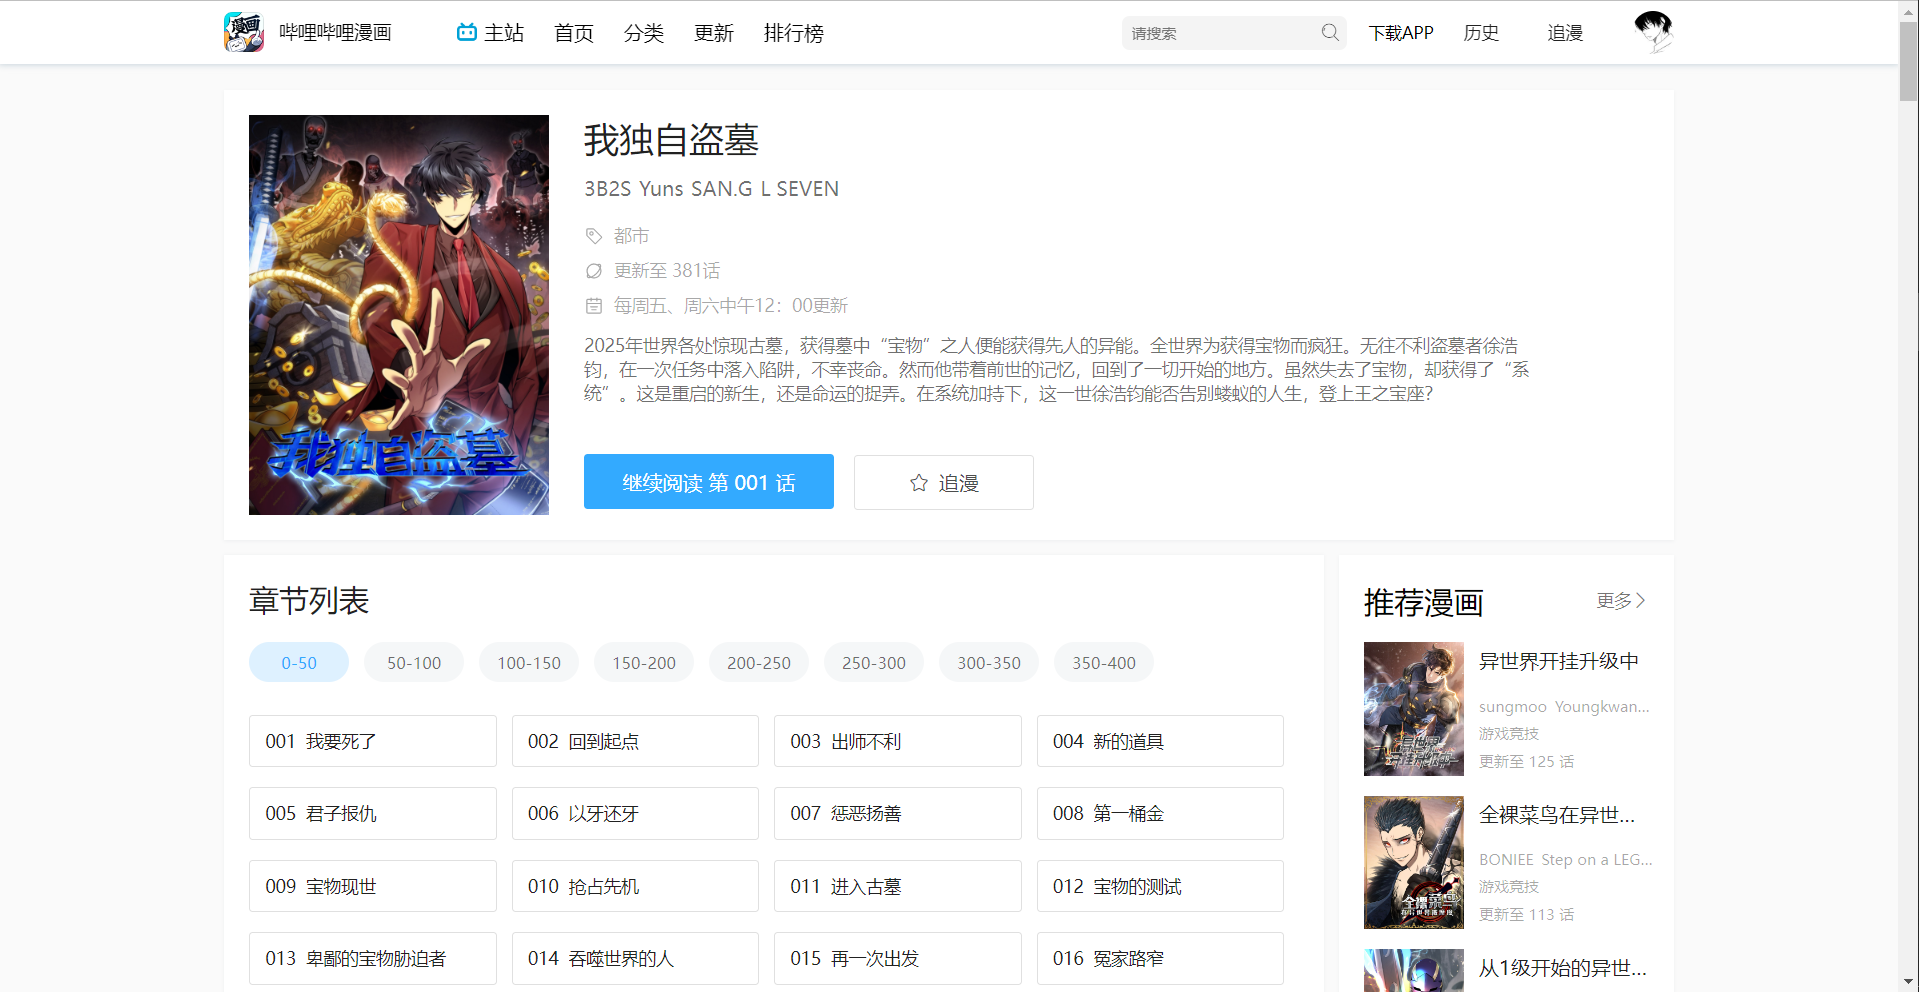 漫画
哔哩哔哩漫画
主站
首页
分类
更新
排行榜
请搜索
下载APP
历史
追漫
我独自盗墓
我独自盗墓
3B2S Yuns SAN.G L SEVEN
都市
更新至 381话
每周五、周六中午12：00更新
2025年世界各处惊现古墓，获得墓中“宝物”之人便能获得先人的异能。全世界为获得宝物而疯狂。无往不利盗墓者徐浩
钧，在一次任务中落入陷阱，不幸丧命。然而他带着前世的记忆，回到了一切开始的地方。虽然失去了宝物，却获得了“系
统”。这是重启的新生，还是命运的捉弄。在系统加持下，这一世徐浩钧能否告别蝼蚁的人生，登上王之宝座？
继续阅读 第 001 话
追漫
章节列表
0-50
50-100
100-150
150-200
200-250
250-300
300-350
350-400
001 我要死了
002 回到起点
003 出师不利
004 新的道具
005 君子报仇
006 以牙还牙
007 惩恶扬善
008 第一桶金
009 宝物现世
010 抢占先机
011 进入古墓
012 宝物的测试
013 卑鄙的宝物胁迫者
014 吞噬世界的人
015 再一次出发
016 冤家路窄
推荐漫画
更多
异世界开挂升级中
异世界开挂升级中
sungmoo Youngkwan...
游戏竞技
更新至 125 话
全裸菜鸟
全裸菜鸟在异世...
BONIEE Step on a LEG...
游戏竞技
更新至 113 话
从1级开始的异世...